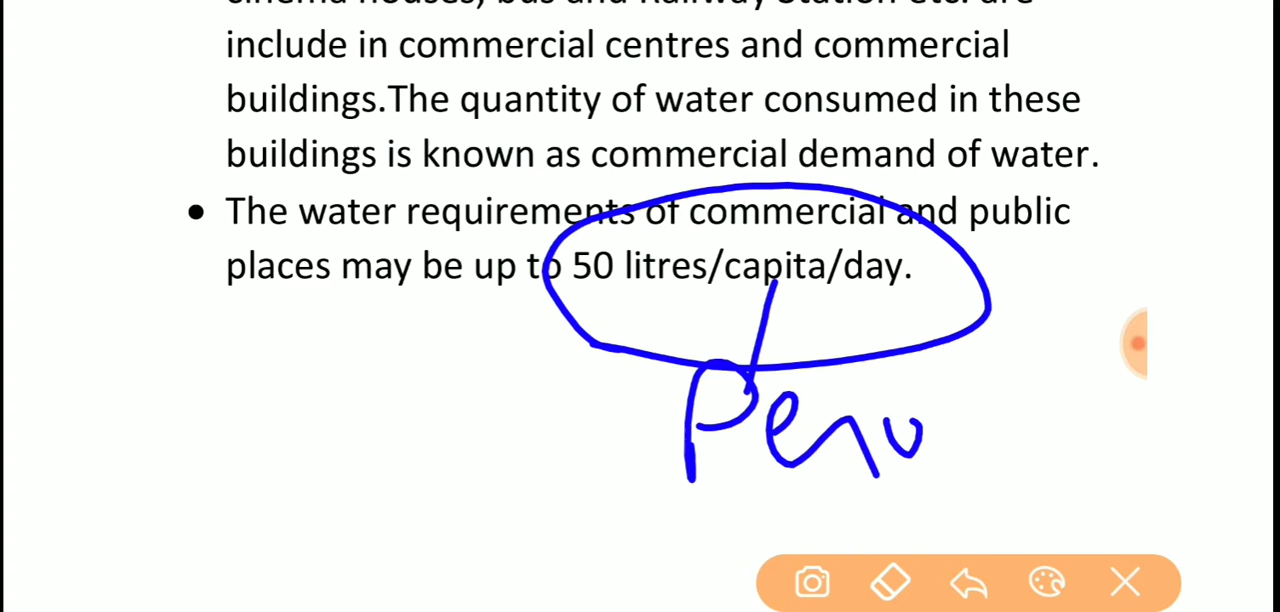 include in commercial centres and commercial
buildings.The quantity of water consumed in these
buildings is known as commercial demand of water.
• The water requirements of commercial and public
places may be up to 50 litres/capita/day.